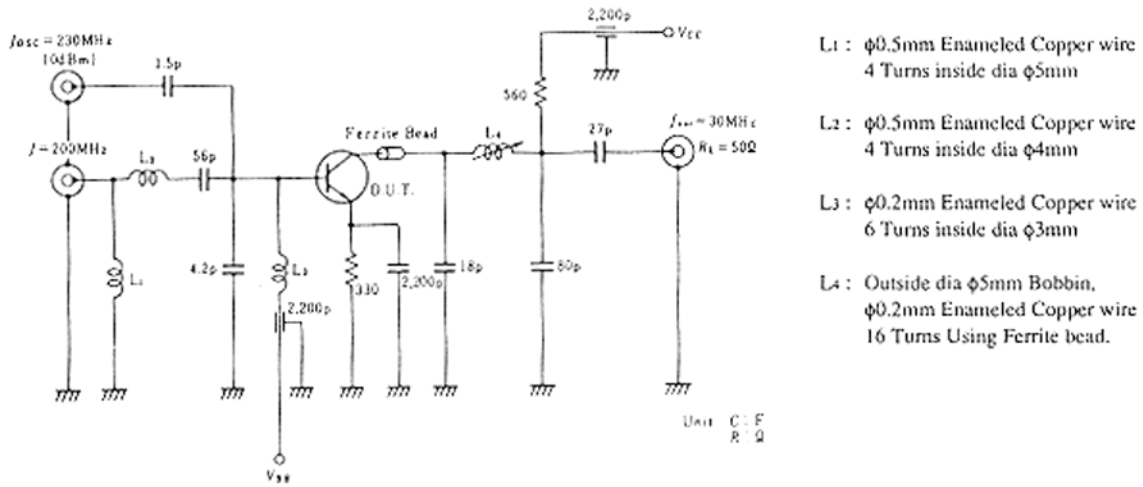 fosc = 230MHz
(0dBm)
1.5p
f = 200MHz
L2
56p
L1
4.2p
L3
2,200p
VBB
D.U.T.
330
2,200p
Ferrite Bead
18p
L4
560
2,200p
VCC
27p
80p
fout = 30MHz
RL = 50Ω
Unit C : F
R : Ω
L1 : φ0.5mm Enameled Copper wire
4 Turns inside dia φ5mm
L2 : φ0.5mm Enameled Copper wire
4 Turns inside dia φ4mm
L3 : φ0.2mm Enameled Copper wire
6 Turns inside dia φ3mm
L4 : Outside dia φ5mm Bobbin,
φ0.2mm Enameled Copper wire
16 Turns Using Ferrite bead.